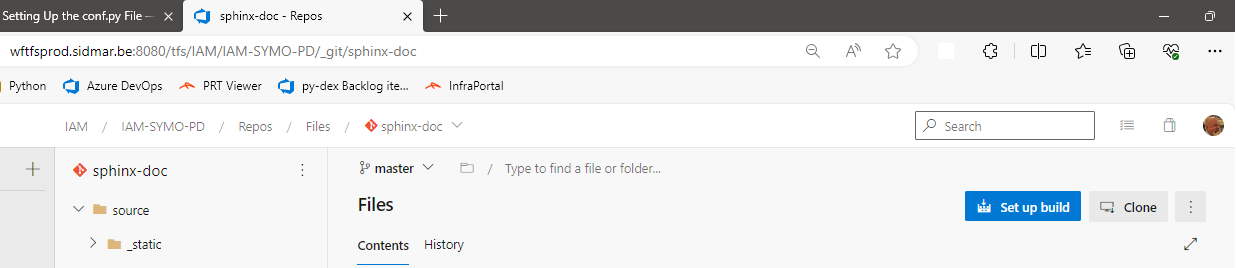 Setting Up the conf.py File — sphinx-doc - Repos
wftfsprod.sidmar.be:8080/tfs/IAM/IAM-SYMO-PD/_git/sphinx-doc
Python Azure DevOps PRT Viewer py-dex Backlog ite... InfraPortal
IAM / IAM-SYMO-PD / Repos / Files / sphinx-doc Search
sphinx-doc master / Type to find a file or folder...
source Files Set up build Clone
_static Contents History